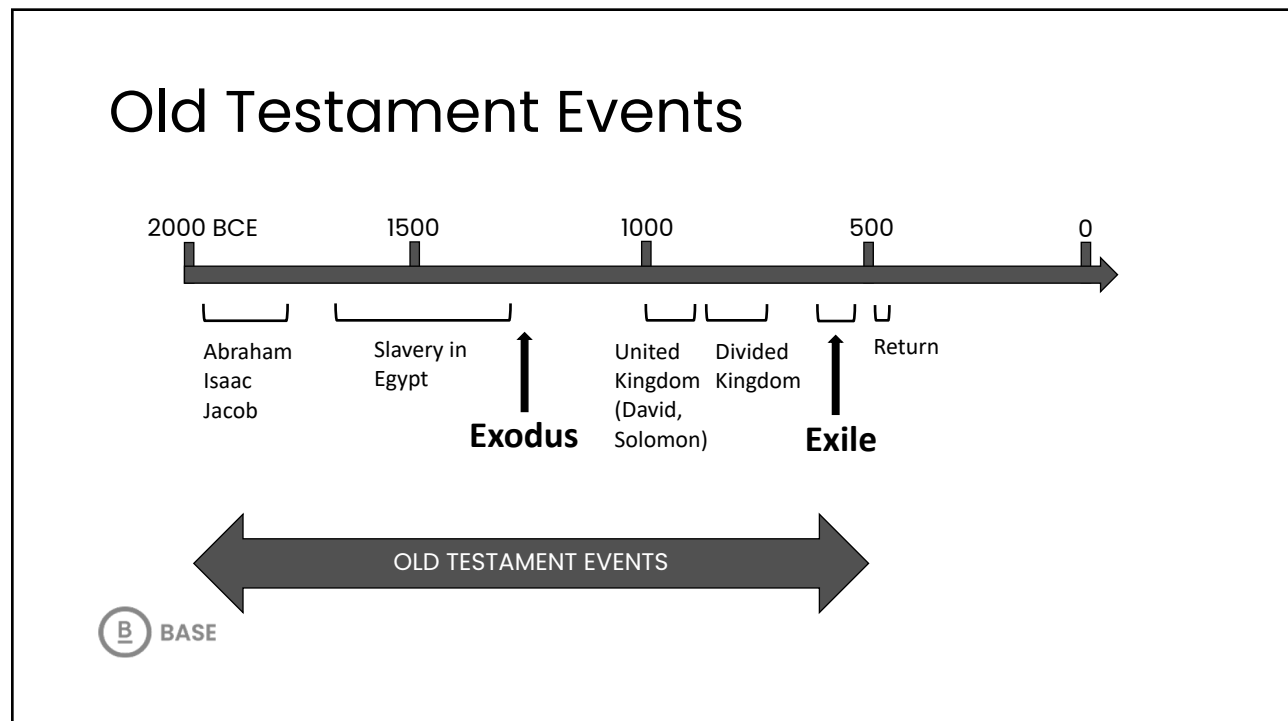 Old Testament Events
2000 BCE
1500
1000
500
0
Abraham
Isaac
Jacob
Slavery in
Egypt
Exodus
United
Kingdom
(David,
Solomon)
Divided
Kingdom
Exile
Return
OLD TESTAMENT EVENTS
B BASE